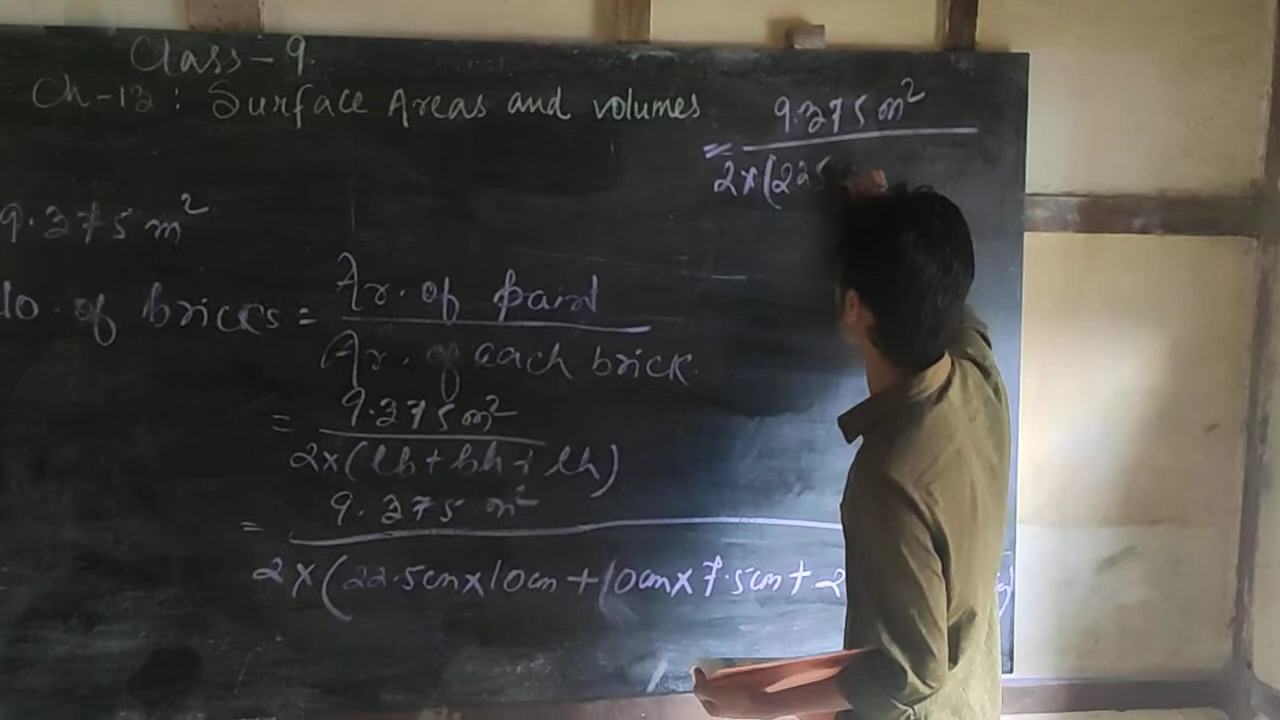 Class-9.
Ch-13 : Surface Areas and volumes
9.375 m²
No. of bricks = Ar. of paint
Ar. of each brick.
= 9.375 m²
2×(lb+bh+lh)
= 9.375 m²
2×(22.5cm×10cm+10cm×7.5cm+2
= 9.375 m²
2×(225